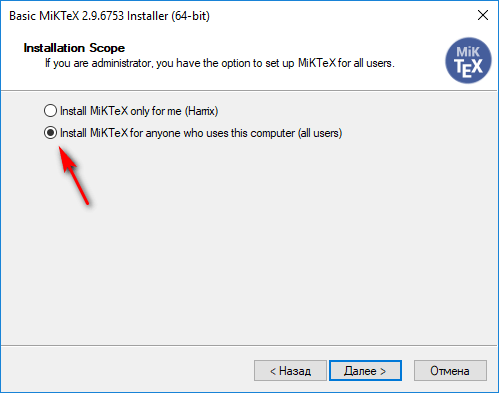 Basic MiKTeX 2.9.6753 Installer (64-bit)
Installation Scope
If you are administrator, you have the option to set up MiKTeX for all users.
MiK
TEX
Install MiKTeX only for me (Harrix)
Install MiKTeX for anyone who uses this computer (all users)
< Назад
Далее >
Отмена